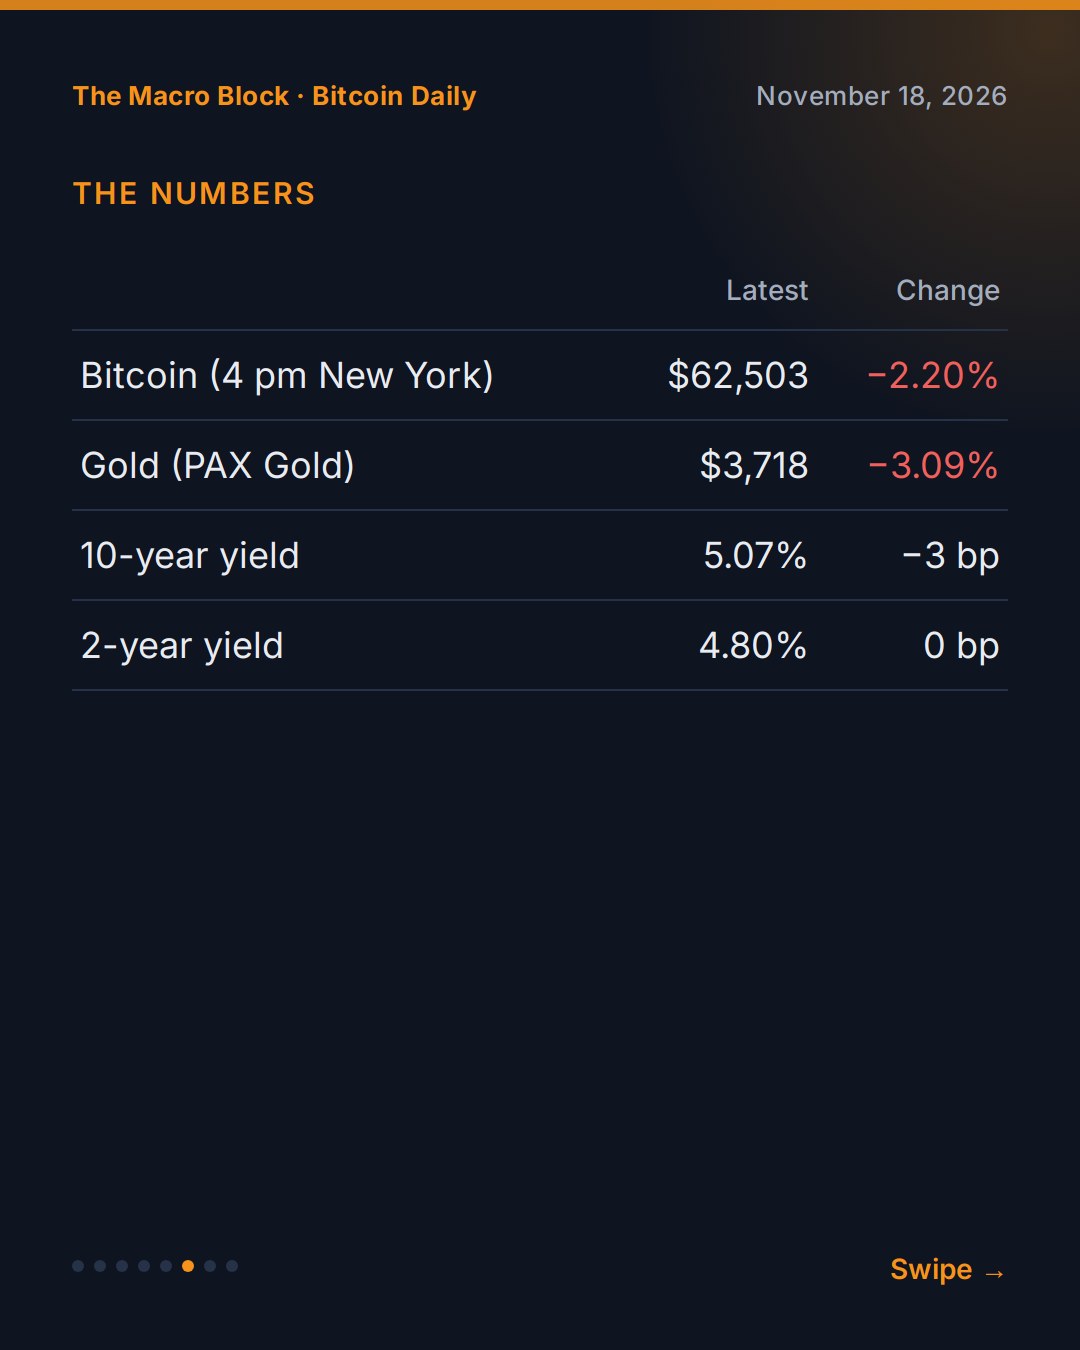 The Macro Block · Bitcoin Daily November 18, 2026
THE NUMBERS
Latest Change
Bitcoin (4 pm New York) $62,503 −2.20%
Gold (PAX Gold) $3,718 −3.09%
10-year yield 5.07% −3 bp
2-year yield 4.80% 0 bp
Swipe →